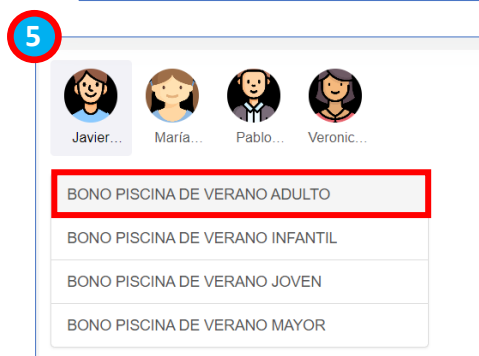 5
Javier... María... Pablo... Veronic...
BONO PISCINA DE VERANO ADULTO
BONO PISCINA DE VERANO INFANTIL
BONO PISCINA DE VERANO JOVEN
BONO PISCINA DE VERANO MAYOR